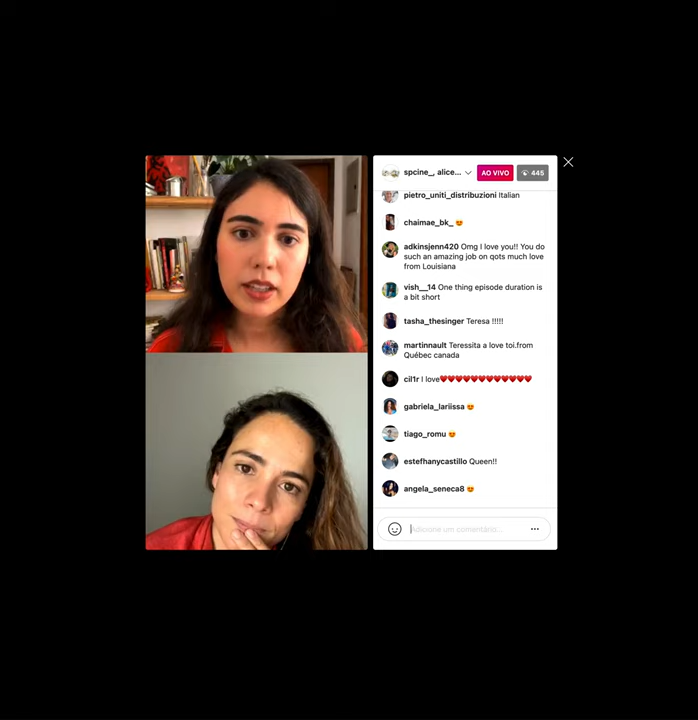 spcine_, alice...
AO VIVO
445
pietro_uniti_distribuzioni Italian
chaimae_bk_ 😍
adkinsjenn420 Omg I love you!! You do
such an amazing job on qots much love
from Louisiana
vish__14 One thing episode duration is
a bit short
tasha_thesinger Teresa !!!!!
martinnault Teressita a love toi.from
Québec canada
cil1r I love❤❤❤❤❤❤❤❤❤❤❤❤❤
gabriela_lariissa 😍
tiago_romu 😍
estefhanycastillo Queen!!
angela_seneca8 😍
Adicione um comentário...